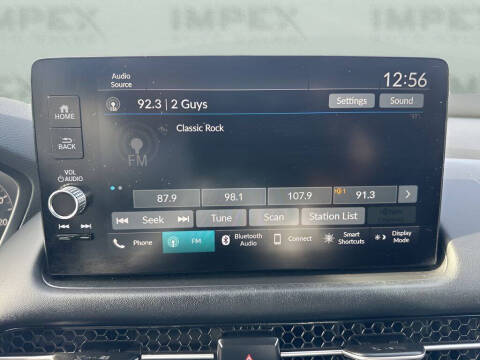 IMPEX IMPEX
Audio
Source
12:56
HOME
92.3 | 2 Guys
Settings
Sound
Classic Rock
BACK
FM
VOL
AUDIO
87.9
98.1
107.9
91.3
Seek
Tune
Scan
Station List
Phone
FM
Bluetooth
Audio
Connect
Smart
Shortcuts
Display
Mode
20